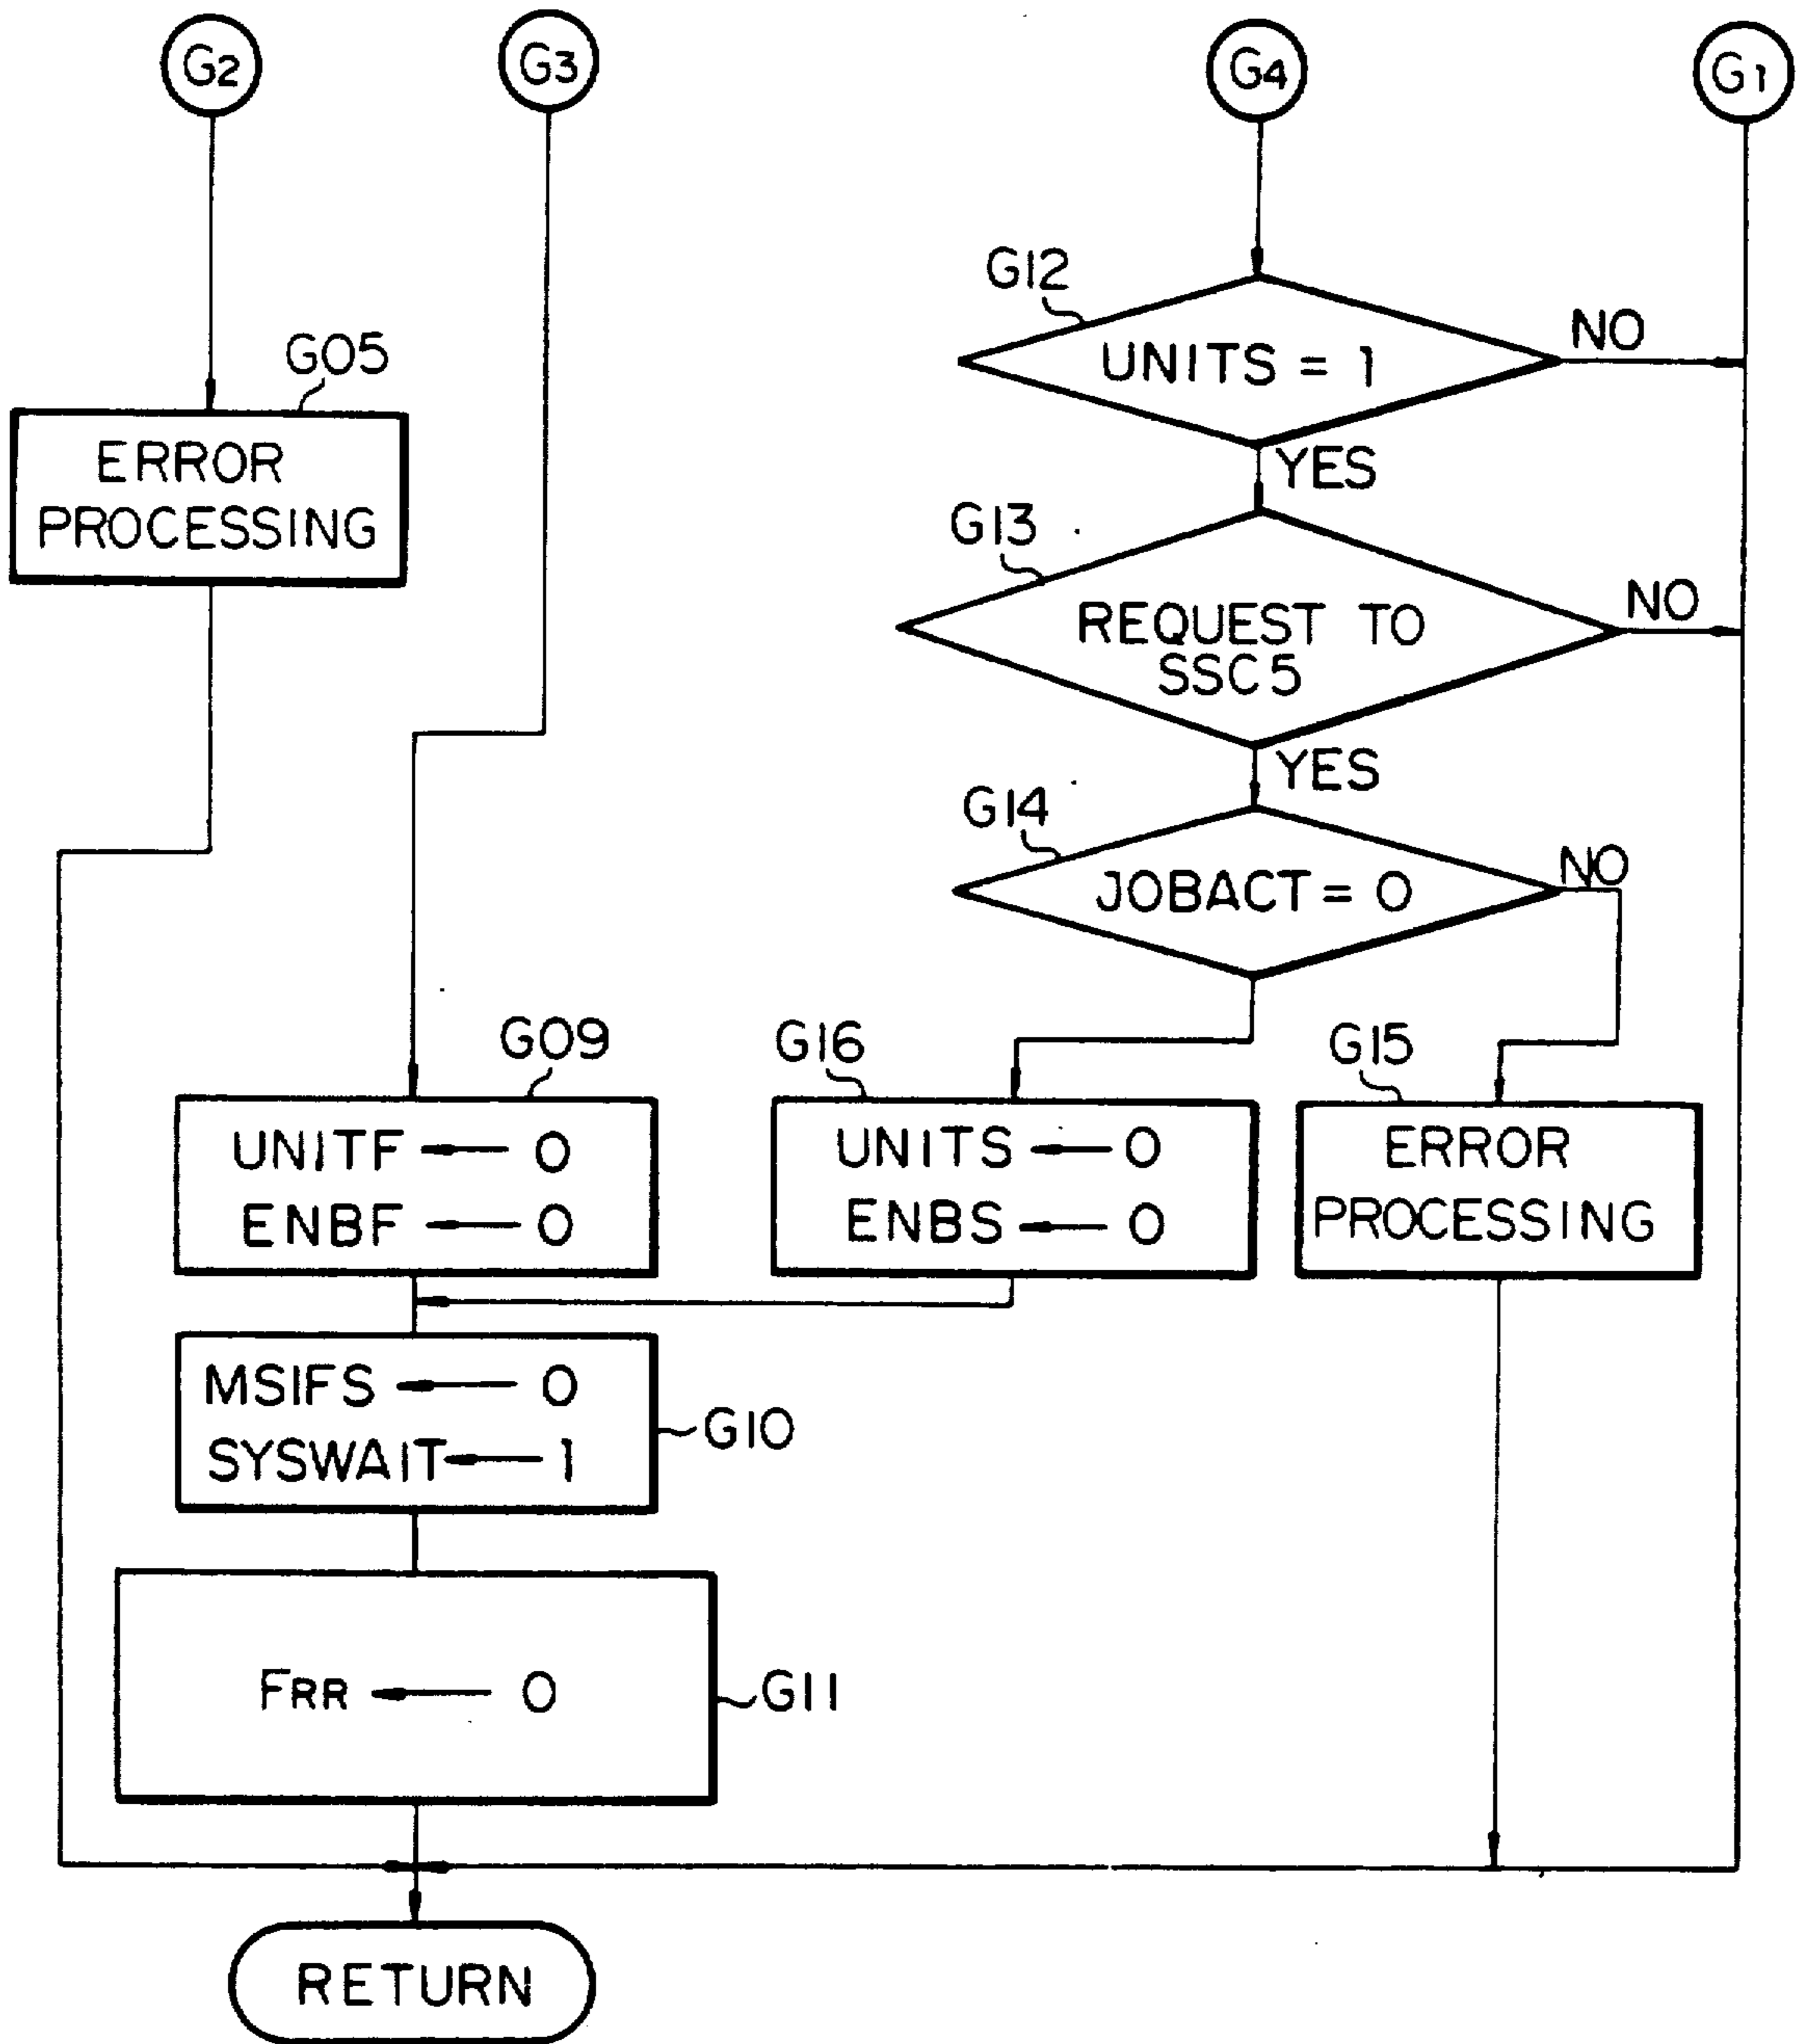 G2
G3
G4
G1
G12
UNITS = 1
NO
YES
G05
ERROR
PROCESSING
G13
REQUEST TO
SSC5
NO
YES
G14
JOBACT = 0
NO
G09
UNITF ← 0
ENBF ← 0
G16
UNITS ← 0
ENBS ← 0
G15
ERROR
PROCESSING
MSIFS ← 0
SYSWAIT ← 1
G10
FRR ← 0
G11
RETURN